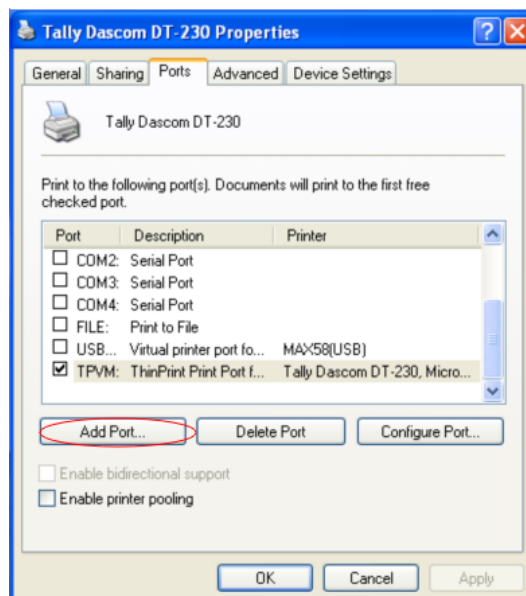 Tally Dascom DT-230 Properties
General Sharing Ports Advanced Device Settings
Tally Dascom DT-230
Print to the following port(s). Documents will print to the first free
checked port.
Port Description Printer
COM2: Serial Port
COM3: Serial Port
COM4: Serial Port
FILE: Print to File
USB... Virtual printer port fo... MAX58(USB)
TPVM: ThinPrint Print Port f... Tally Dascom DT-230, Micro...
Add Port... Delete Port Configure Port...
Enable bidirectional support
Enable printer pooling
OK Cancel Apply